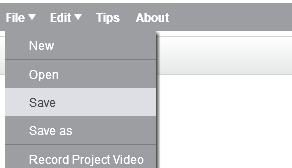 File Edit Tips About
New
Open
Save
Save as
Record Project Video